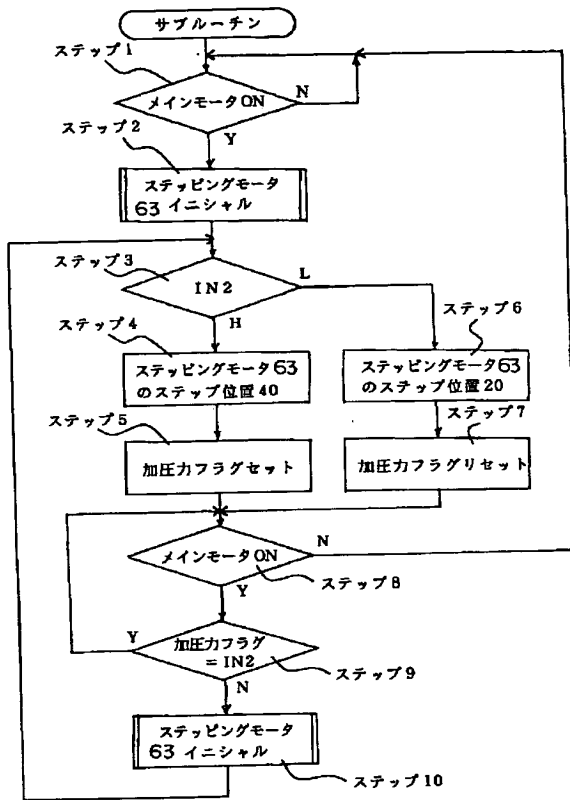 サブルーチン
ステップ1
メインモータON
N
Y
ステップ2
ステッピングモータ
63 イニシャル
ステップ3
IN2
L
H
ステップ4
ステッピングモータ63
のステップ位置40
ステップ6
ステッピングモータ63
のステップ位置20
ステップ5
加圧力フラグセット
ステップ7
加圧力フラグリセット
メインモータON
N
ステップ8
Y
Y
加圧力フラグ
=IN2
ステップ9
N
ステッピングモータ
63 イニシャル
ステップ10